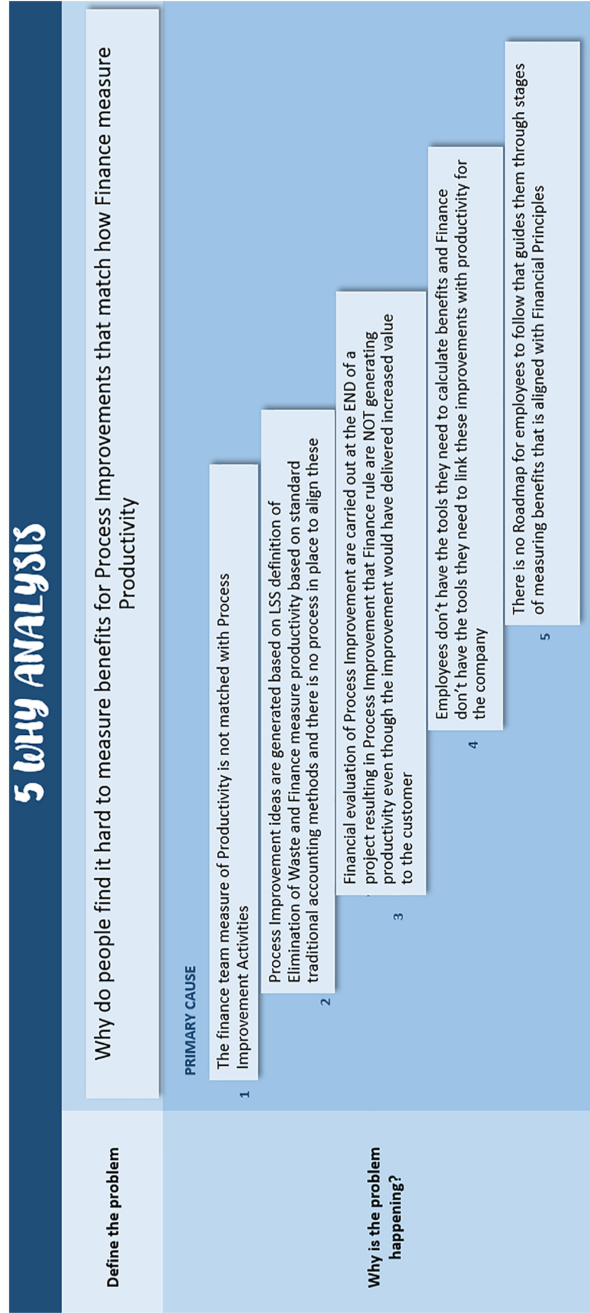 5 WHY ANALYSIS
Define the problem
Why do people find it hard to measure benefits for Process Improvements that match how Finance measure
Productivity
Why is the problem
happening?
PRIMARY CAUSE
1
The finance team measure of Productivity is not matched with Process
Improvement Activities
2
Process Improvement ideas are generated based on LSS definition of
Elimination of Waste and Finance measure productivity based on standard
traditional accounting methods and there is no process in place to align these
3
Financial evaluation of Process Improvement are carried out at the END of a
project resulting in Process Improvement that Finance rule are NOT generating
productivity even though the improvement would have delivered increased value
to the customer
4
Employees don't have the tools they need to calculate benefits and Finance
don't have the tools they need to link these improvements with productivity for
the company
5
There is no Roadmap for employees to follow that guides them through stages
of measuring benefits that is aligned with Financial Principles